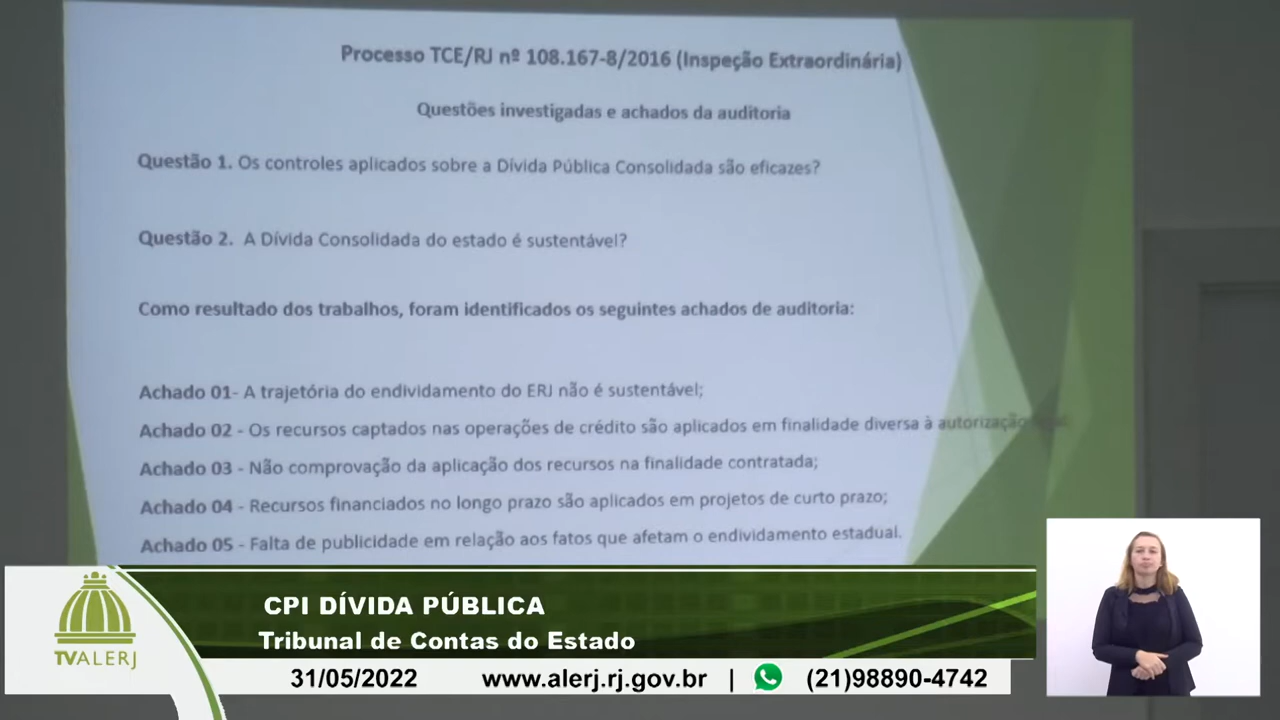 Processo TCE/RJ nº 108.167-8/2016 (Inspeção Extraordinária)
Questões investigadas e achados da auditoria
Questão 1. Os controles aplicados sobre a Dívida Pública Consolidada são eficazes?
Questão 2. A Dívida Consolidada do estado é sustentável?
Como resultado dos trabalhos, foram identificados os seguintes achados de auditoria:
Achado 01- A trajetória do endividamento do ERJ não é sustentável;
Achado 02 - Os recursos captados nas operações de crédito são aplicados em finalidade diversa à autorização
Achado 03 - Não comprovação da aplicação dos recursos na finalidade contratada;
Achado 04 - Recursos financiados no longo prazo são aplicados em projetos de curto prazo;
Achado 05 - Falta de publicidade em relação aos fatos que afetam o endividamento estadual.
CPI DÍVIDA PÚBLICA
Tribunal de Contas do Estado
TVALERJ
31/05/2022 www.alerj.rj.gov.br | (21)98890-4742